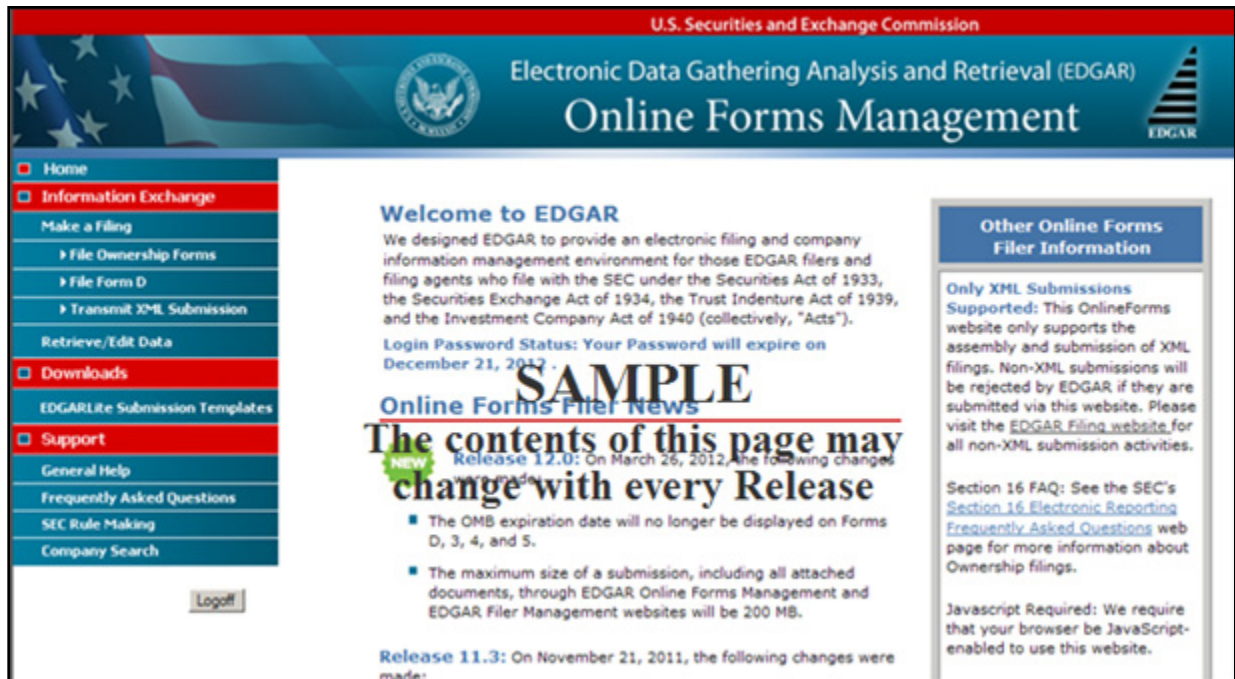 U.S. Securities and Exchange Commission
Electronic Data Gathering Analysis and Retrieval (EDGAR)
Online Forms Management
EDGAR
Home
Information Exchange
Make a Filing
File Ownership Forms
File Form D
Transmit XML Submission
Retrieve/Edit Data
Downloads
EDGARLite Submission Templates
Support
General Help
Frequently Asked Questions
SEC Rule Making
Company Search
Logoff
Welcome to EDGAR
We designed EDGAR to provide an electronic filing and company
information management environment for those EDGAR filers and
filing agents who file with the SEC under the Securities Act of 1933,
the Securities Exchange Act of 1934, the Trust Indenture Act of 1939,
and the Investment Company Act of 1940 (collectively, "Acts").
Login Password Status: Your Password will expire on
December 21, 2012 .
SAMPLE
Online Forms Filer News
The contents of this page may
change with every Release
NEW
Release 12.0: On March 26, 2012, the following changes
were made:
The OMB expiration date will no longer be displayed on Forms
D, 3, 4, and 5.
The maximum size of a submission, including all attached
documents, through EDGAR Online Forms Management and
EDGAR Filer Management websites will be 200 MB.
Release 11.3: On November 21, 2011, the following changes were
made:
Other Online Forms
Filer Information
Only XML Submissions
Supported: This OnlineForms
website only supports the
assembly and submission of XML
filings. Non-XML submissions will
be rejected by EDGAR if they are
submitted via this website. Please
visit the EDGAR Filing website for
all non-XML submission activities.
Section 16 FAQ: See the SEC's
Section 16 Electronic Reporting
Frequently Asked Questions web
page for more information about
Ownership filings.
Javascript Required: We require
that your browser be JavaScript-
enabled to use this website.